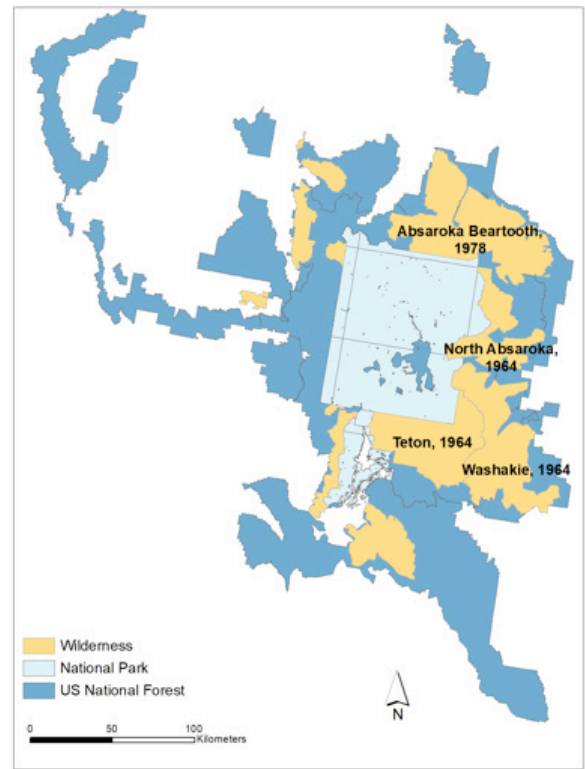 Absaroka Beartooth,
1978
North Absaroka,
1964
Teton, 1964
Washakie, 1964
Wilderness
National Park
US National Forest
N
0 50 100
Kilometers